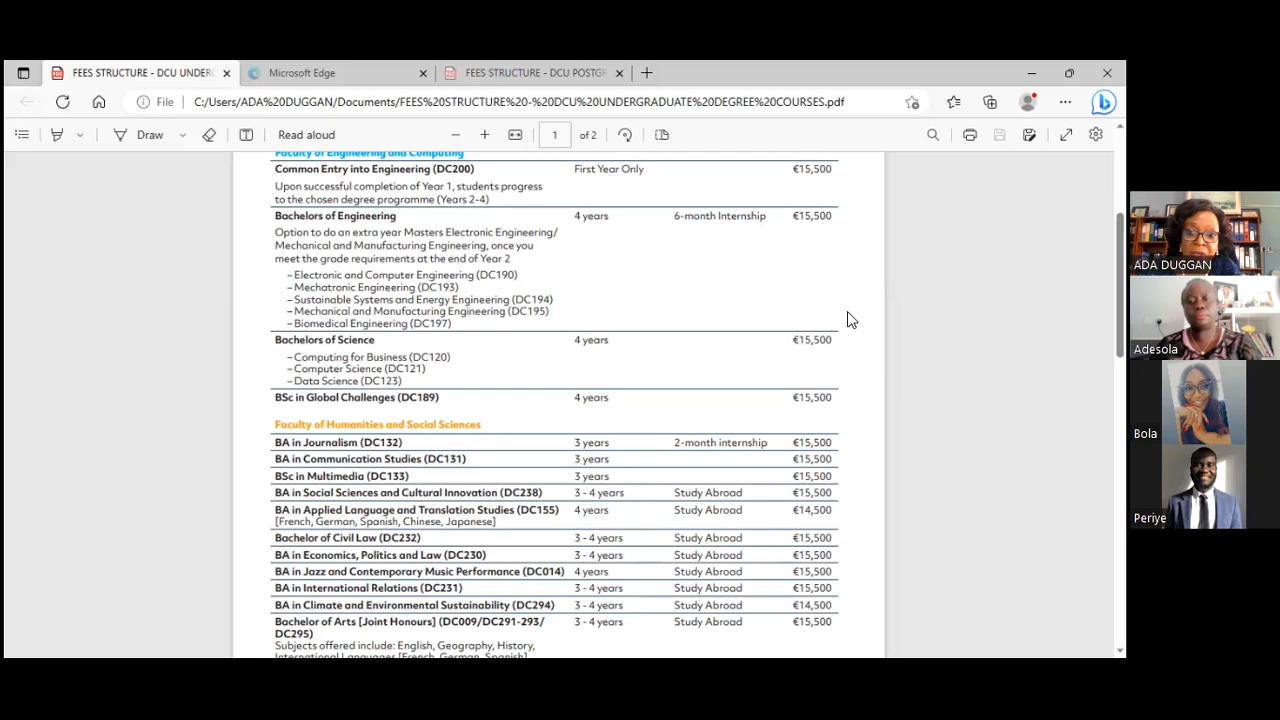 FEES STRUCTURE - DCU UNDERG
Microsoft Edge
FEES STRUCTURE - DCU POSTGR
File
C:/Users/ADA%20DUGGAN/Documents/FEES%20STRUCTURE%20-%20DCU%20UNDERGRADUATE%20DEGREE%20COURSES.pdf
Draw
Read aloud
1 of 2
Faculty of Engineering and Computing
Common Entry into Engineering (DC200) First Year Only €15,500
Upon successful completion of Year 1, students progress
to the chosen degree programme (Years 2-4)
Bachelors of Engineering 4 years 6-month Internship €15,500
Option to do an extra year Masters Electronic Engineering/
Mechanical and Manufacturing Engineering, once you
meet the grade requirements at the end of Year 2
– Electronic and Computer Engineering (DC190)
– Mechatronic Engineering (DC193)
– Sustainable Systems and Energy Engineering (DC194)
– Mechanical and Manufacturing Engineering (DC195)
– Biomedical Engineering (DC197)
Bachelors of Science 4 years €15,500
– Computing for Business (DC120)
– Computer Science (DC121)
– Data Science (DC123)
BSc in Global Challenges (DC189) 4 years €15,500
Faculty of Humanities and Social Sciences
BA in Journalism (DC132) 3 years 2-month internship €15,500
BA in Communication Studies (DC131) 3 years €15,500
BSc in Multimedia (DC133) 3 years €15,500
BA in Social Sciences and Cultural Innovation (DC238) 3 - 4 years Study Abroad €15,500
BA in Applied Language and Translation Studies (DC155) 4 years Study Abroad €14,500
[French, German, Spanish, Chinese, Japanese]
Bachelor of Civil Law (DC232) 3 - 4 years Study Abroad €15,500
BA in Economics, Politics and Law (DC230) 3 - 4 years Study Abroad €15,500
BA in Jazz and Contemporary Music Performance (DC014) 4 years Study Abroad €15,500
BA in International Relations (DC231) 3 - 4 years Study Abroad €15,500
BA in Climate and Environmental Sustainability (DC294) 3 - 4 years Study Abroad €14,500
Bachelor of Arts [Joint Honours] (DC009/DC291-293/ 3 - 4 years Study Abroad €15,500
DC295)
Subjects offered include: English, Geography, History,
International Languages [French, German, Spanish]
ADA DUGGAN
Adesola
Bola
Periye